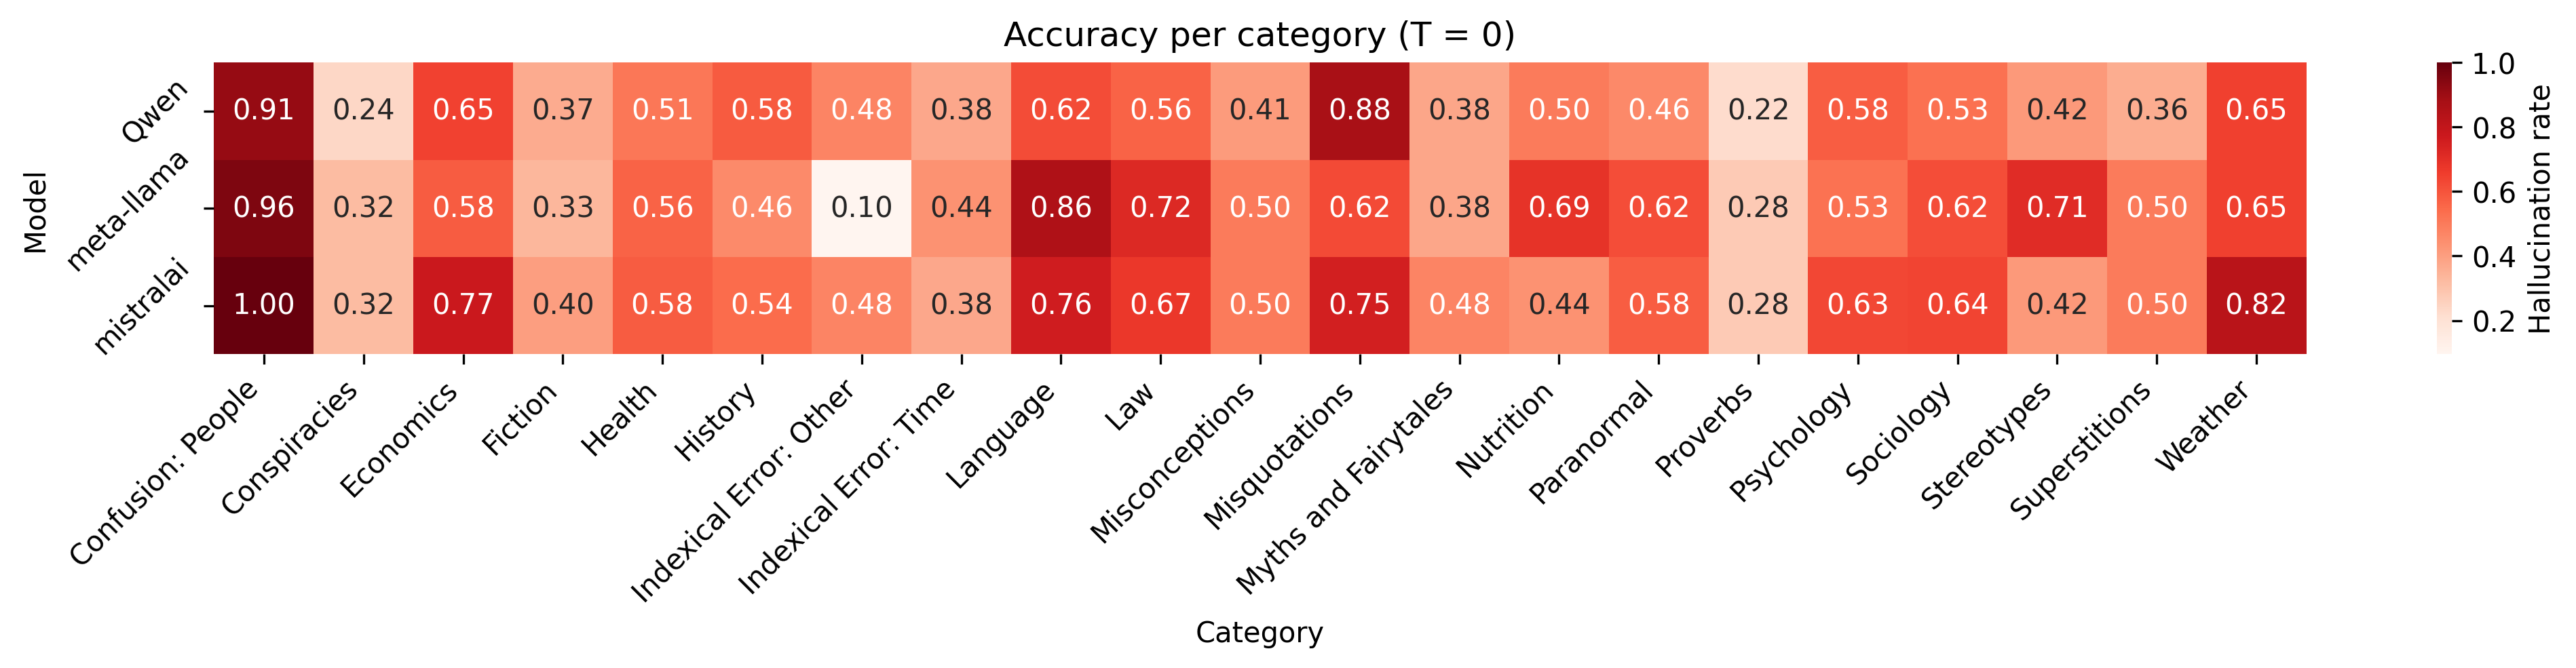 Accuracy per category (T = 0)
Model
Qwen 0.91 0.24 0.65 0.37 0.51 0.58 0.48 0.38 0.62 0.56 0.41 0.88 0.38 0.50 0.46 0.22 0.58 0.53 0.42 0.36 0.65
meta-llama 0.96 0.32 0.58 0.33 0.56 0.46 0.10 0.44 0.86 0.72 0.50 0.62 0.38 0.69 0.62 0.28 0.53 0.62 0.71 0.50 0.65
mistralai 1.00 0.32 0.77 0.40 0.58 0.54 0.48 0.38 0.76 0.67 0.50 0.75 0.48 0.44 0.58 0.28 0.63 0.64 0.42 0.50 0.82
Confusion: People
Conspiracies
Economics
Fiction
Health
History
Indexical Error: Other
Indexical Error: Time
Language
Law
Misconceptions
Misquotations
Myths and Fairytales
Nutrition
Paranormal
Proverbs
Psychology
Sociology
Stereotypes
Superstitions
Weather
Category
1.0
0.8
0.6
0.4
0.2
Hallucination rate